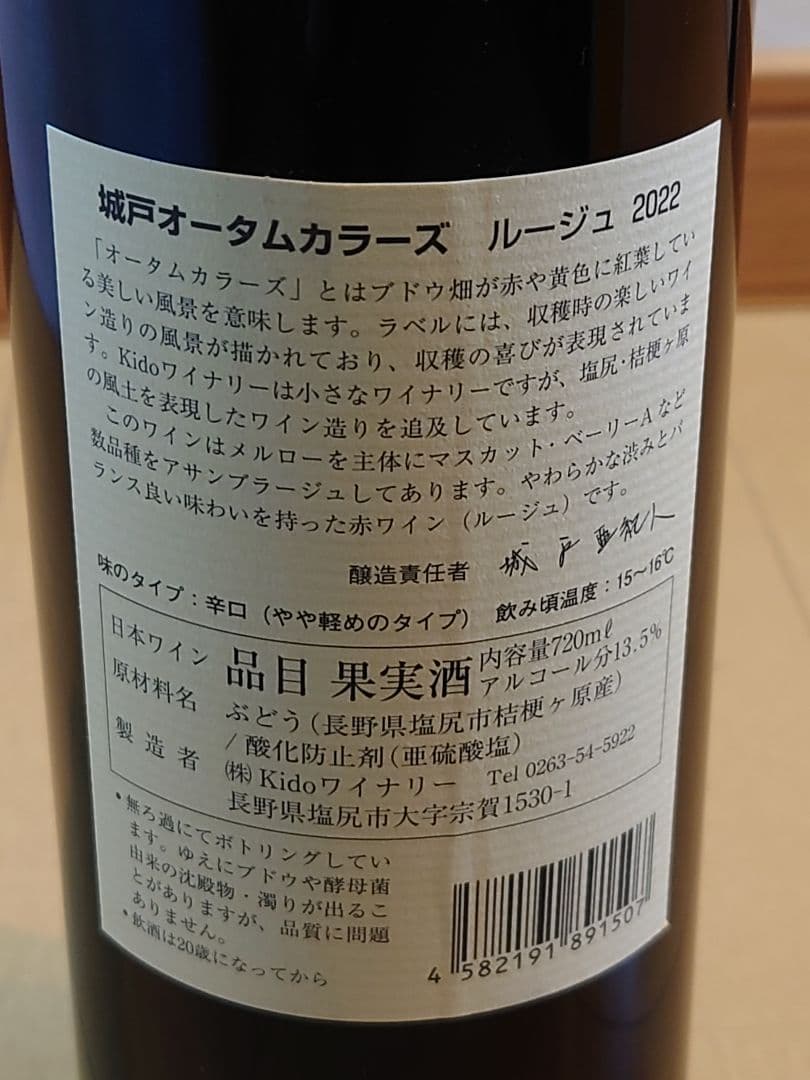 城戸オータムカラーズ　ルージュ 2022
「オータムカラーズ」とはブドウ畑が赤や黄色に紅葉してい
る美しい風景を意味します。ラベルには、収穫時の楽しいワイ
ン造りの風景が描かれており、収穫の喜びが表現されていま
す。Kidoワイナリーは小さなワイナリーですが、塩尻・桔梗ヶ原
の風土を表現したワイン造りを追及しています。
このワインはメルローを主体にマスカット・ベーリーAなど
数品種をアサンブラージュしてあります。やわらかな渋みとバ
ランス良い味わいを持った赤ワイン（ルージュ）です。
醸造責任者 城戸亜紀人
味のタイプ：辛口（やや軽めのタイプ） 飲み頃温度：15～16℃
日本ワイン 品目 果実酒 内容量720mℓ
アルコール分13.5%
原材料名 ぶどう（長野県塩尻市桔梗ヶ原産）
/ 酸化防止剤（亜硫酸塩）
製造者 ㈱Kidoワイナリー Tel 0263-54-5922
長野県塩尻市大字宗賀1530-1
•無ろ過にてボトリングしてい
ます。ゆえにブドウや酵母菌
由来の沈殿物・濁りが出るこ
とがありますが、品質に問題
ありません。
•飲酒は20歳になってから
4 582191 891507